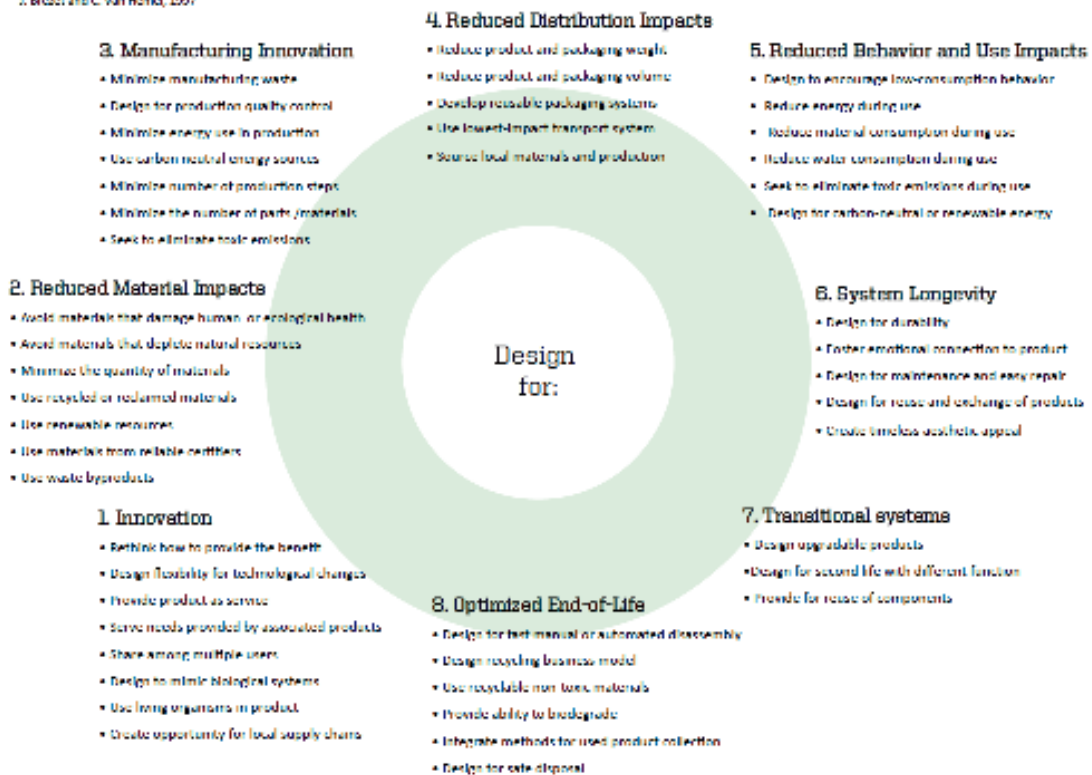 J. Brezet and C. van Hemel, 1997
4. Reduced Distribution Impacts
• Reduce product and packaging weight
• Reduce product and packaging volume
• Develop reusable packaging systems
• Use lowest-impact transport system
• Source local materials and production
3. Manufacturing Innovation
• Minimize manufacturing waste
• Design for production quality control
• Minimize energy use in production
• Use carbon neutral energy sources
• Minimize number of production steps
• Minimize the number of parts /materials
• Seek to eliminate toxic emissions
5. Reduced Behavior and Use Impacts
• Design to encourage low-consumption behavior
• Reduce energy during use
• Reduce material consumption during use
• Reduce water consumption during use
• Seek to eliminate toxic emissions during use
• Design for carbon-neutral or renewable energy
2. Reduced Material Impacts
• Avoid materials that damage human or ecological health
• Avoid materials that deplete natural resources
• Minimize the quantity of materials
• Use recycled or reclaimed materials
• Use renewable resources
• Use materials from reliable certifiers
• Use waste byproducts
6. System Longevity
• Design for durability
• Foster emotional connection to product
• Design for maintenance and easy repair
• Design for reuse and exchange of products
• Create timeless aesthetic appeal
Design
for:
1. Innovation
• Rethink how to provide the benefit
• Design flexibility for technological changes
• Provide product as service
• Serve needs provided by associated products
• Share among multiple users
• Design to mimic biological systems
• Use living organisms in product
• Create opportunity for local supply chains
7. Transitional systems
• Design upgradable products
•Design for second life with different function
• Provide for reuse of components
8. Optimized End-of-Life
• Design for fast manual or automated disassembly
• Design recycling business model
• Use recyclable non-toxic materials
• Provide ability to biodegrade
• Integrate methods for used product collection
• Design for safe disposal